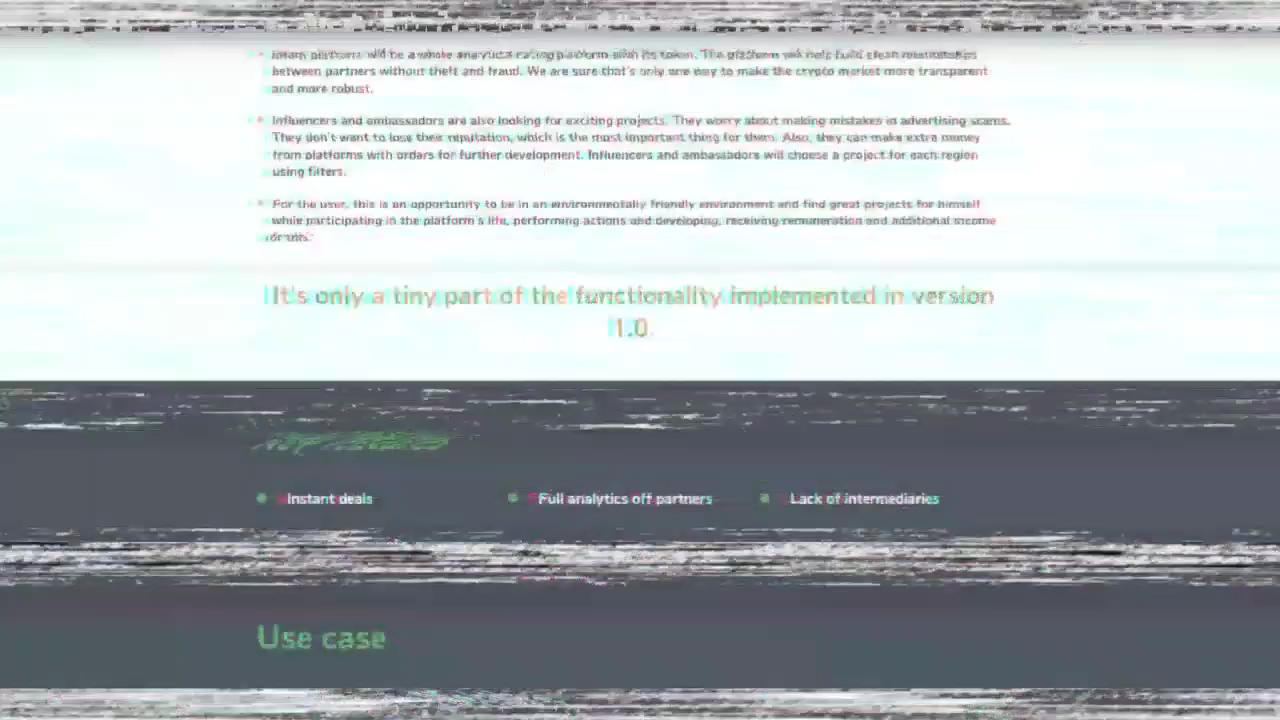 platform will be a whole analytics rating platform with its token. The platform will help build clean relationships
between partners without theft and fraud. We are sure that's only one way to make the crypto market more transparent
and more robust.
Influencers and ambassadors are also looking for exciting projects. They worry about making mistakes in advertising scams.
They don't want to lose their reputation, which is the most important thing for them. Also, they can make extra money
from platforms with orders for further development. Influencers and ambassadors will choose a project for each region
using filters.
For the user, this is an opportunity to be in an environmentally friendly environment and find great projects for himself
while participating in the platform's life, performing actions and developing, receiving remuneration and additional income
It's only a tiny part of the functionality implemented in version
1.0.
Instant deals
Full analytics off partners
Lack of intermediaries
Use case